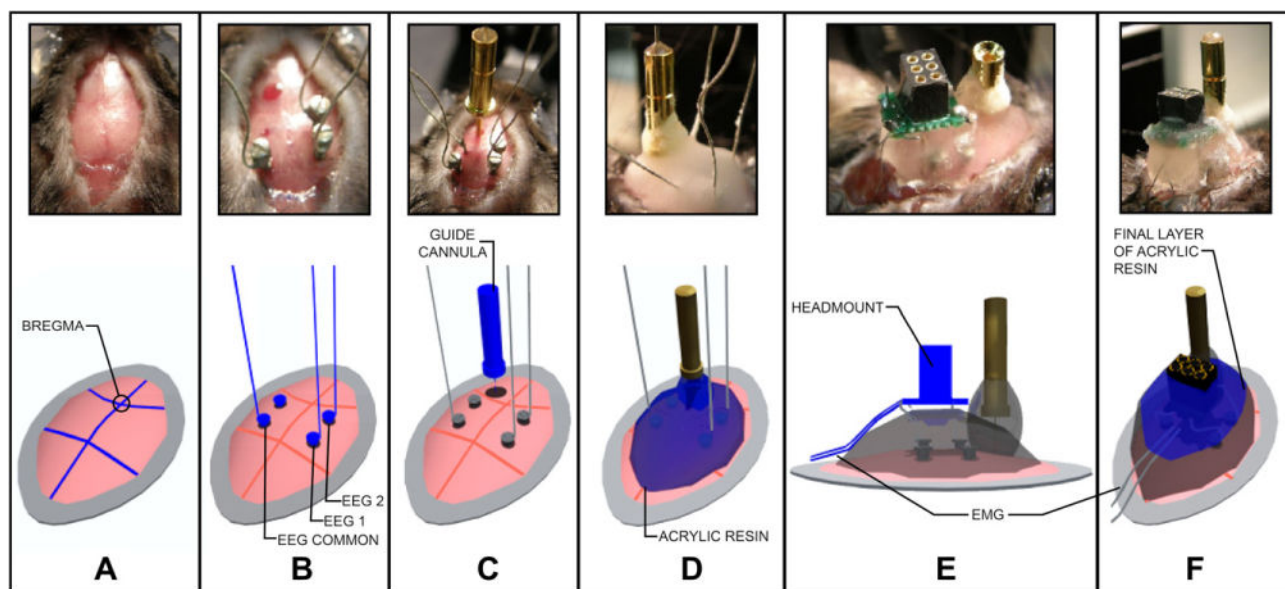 GUIDE
CANNULA
FINAL LAYER
OF ACRYLIC
RESIN
HEADMOUNT
BREGMA
EEG 2
EEG 1
EEG COMMON
ACRYLIC RESIN
EMG
A
B
C
D
E
F